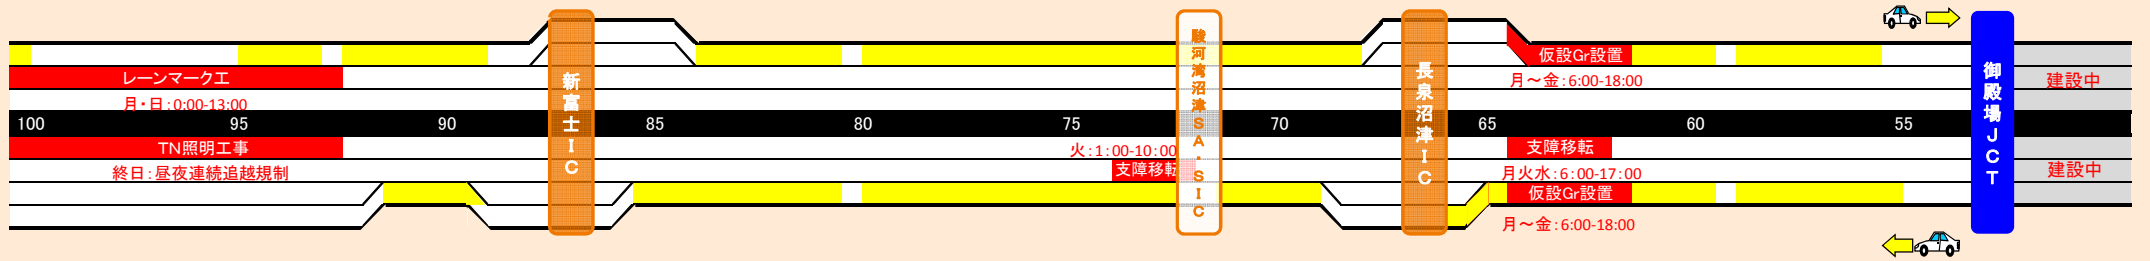 仮設Gr設置
レーンマーク工
月～金：6:00-18:00
月・日：0:00-13:00
建設中
100 95 90 85 80 75 70 65 60 55
新富士IC
駿河湾沼津SA・SIC
長泉沼津IC
御殿場JCT
TN照明工事
火：1:00-10:00
支障移転
終日：昼夜連続追越規制
支障移転
月火水：6:00-17:00
建設中
仮設Gr設置
月～金：6:00-18:00